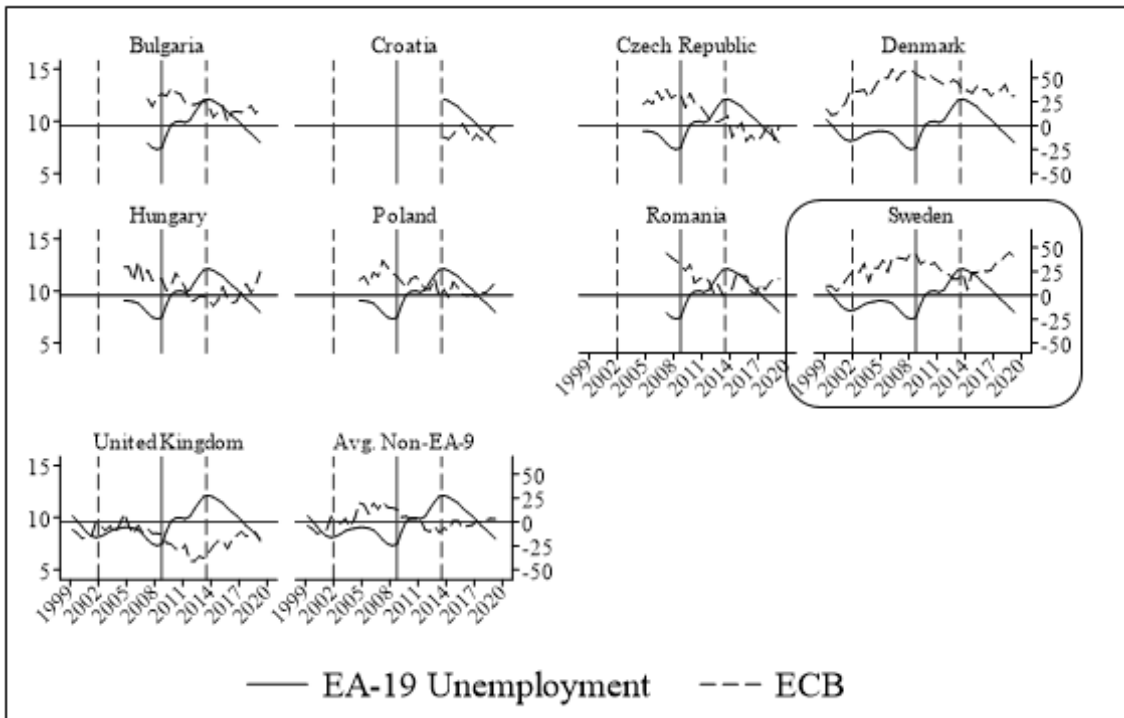 Bulgaria Croatia Czech Republic Denmark
15 50
10 25
5 0
-25
-50
Hungary Poland Romania Sweden
15 50
10 25
5 0
-25
-50
1999 2002 2005 2008 2011 2014 2017 2020 1999 2002 2005 2008 2011 2014 2017 2020
United Kingdom Avg. Non-EA-9
15 50
10 25
5 0
-25
-50
1999 2002 2005 2008 2011 2014 2017 2020 1999 2002 2005 2008 2011 2014 2017 2020
EA-19 Unemployment ECB